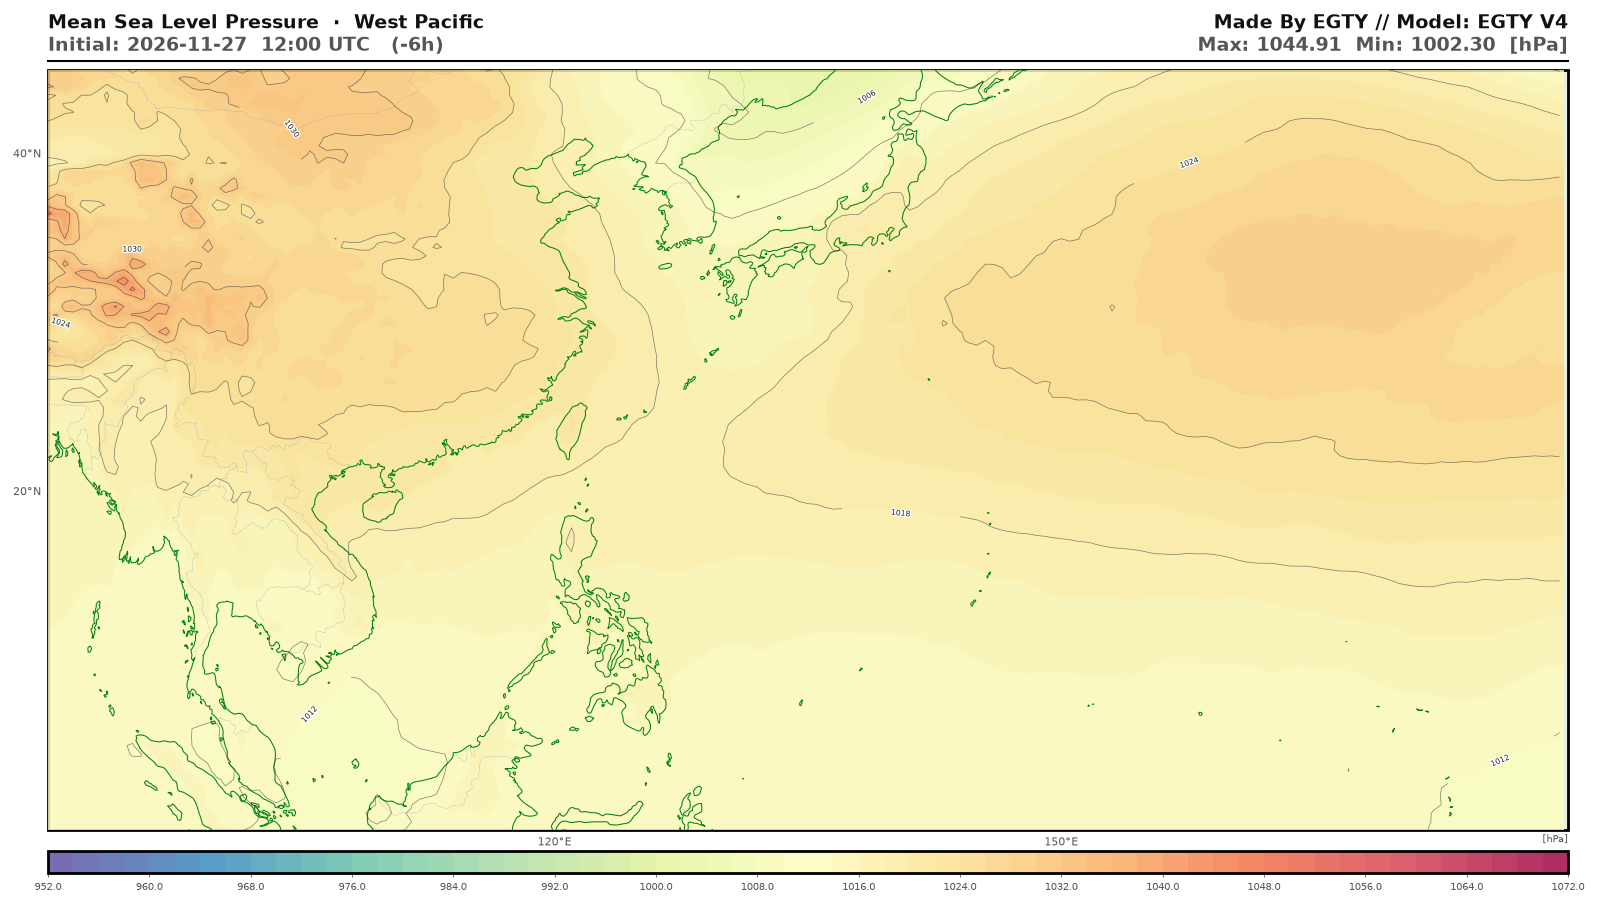 Mean Sea Level Pressure · West Pacific
Made By EGTY // Model: EGTY V4
Initial: 2026-11-27 12:00 UTC (-6h)
Max: 1044.91 Min: 1002.30 [hPa]
1006
1030
40°N
1024
1030
1024
20°N
1018
1012
1012
120°E
150°E
[hPa]
952.0 960.0 968.0 976.0 984.0 992.0 1000.0 1008.0 1016.0 1024.0 1032.0 1040.0 1048.0 1056.0 1064.0 1072.0